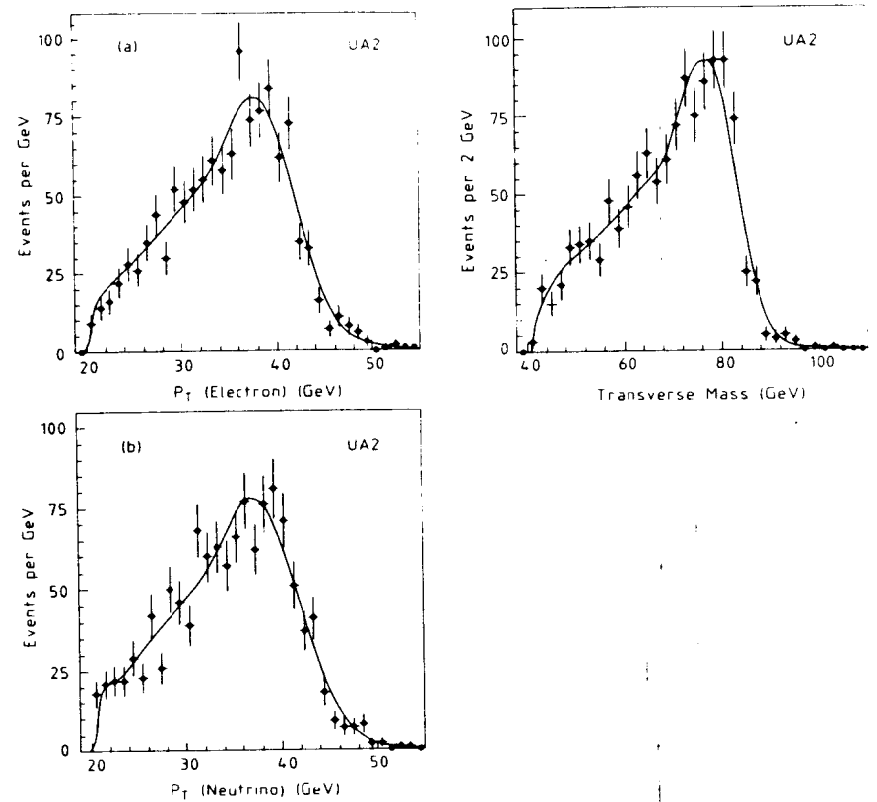 (a)
UA2
100
75
50
25
0
Events per GeV
20 30 40 50
P_T (Electron) (GeV)
UA2
100
75
50
25
0
Events per 2 GeV
40 60 80 100
Transverse Mass (GeV)
(b)
UA2
100
75
50
25
0
Events per GeV
20 30 40 50
P_T (Neutrino) (GeV)